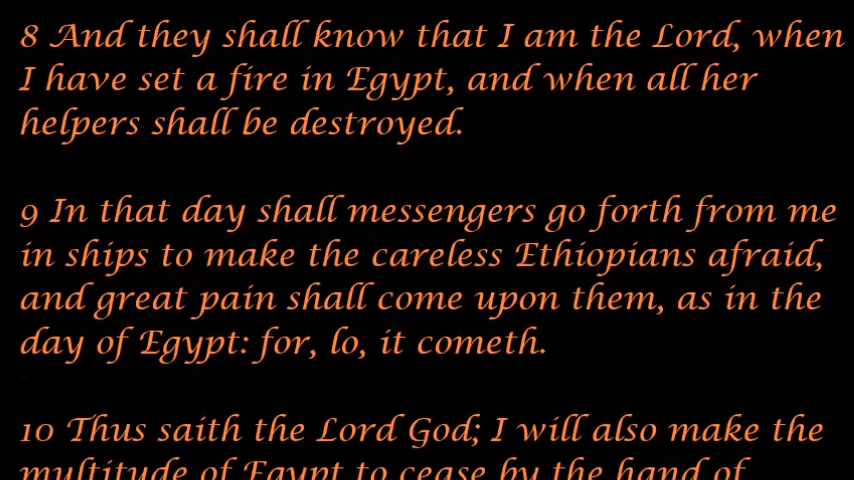 8 And they shall know that I am the Lord, when
I have set a fire in Egypt, and when all her
helpers shall be destroyed.
9 In that day shall messengers go forth from me
in ships to make the careless Ethiopians afraid,
and great pain shall come upon them, as in the
day of Egypt: for, lo, it cometh.
10 Thus saith the Lord God; I will also make the
multitude of Egypt to cease by the hand of